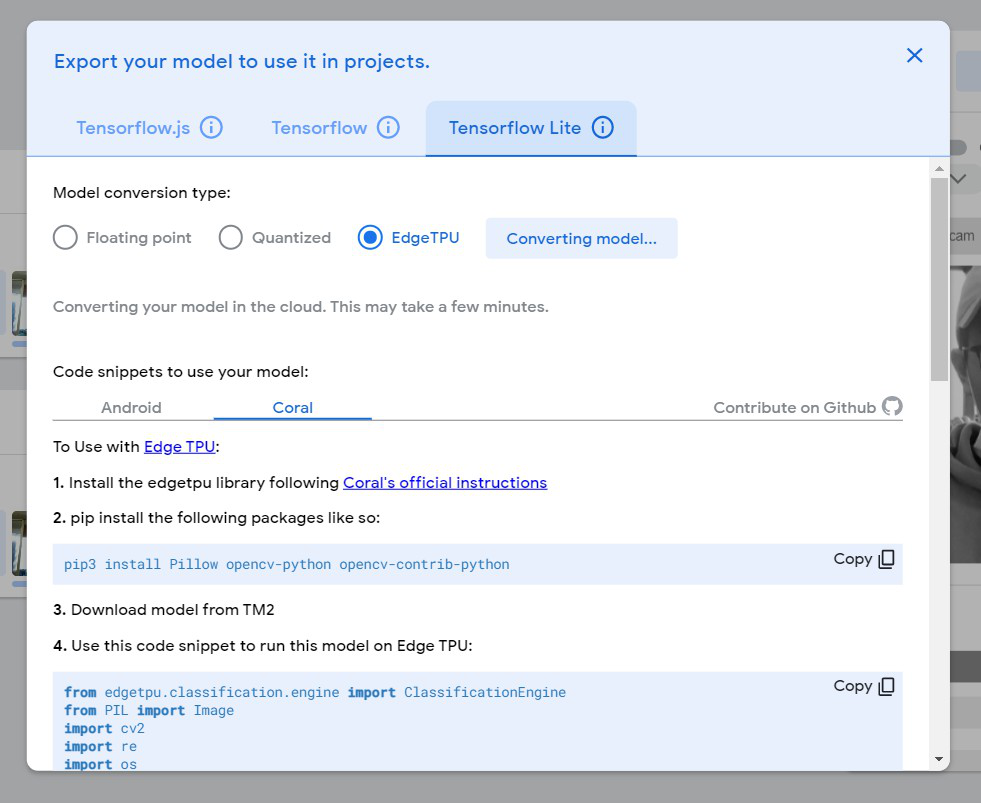 Export your model to use it in projects.
Tensorflow.js
Tensorflow
Tensorflow Lite
Model conversion type:
Floating point Quantized EdgeTPU Converting model...
Converting your model in the cloud. This may take a few minutes.
Code snippets to use your model:
Android Coral Contribute on Github
To Use with Edge TPU:
1. Install the edgetpu library following Coral's official instructions
2. pip install the following packages like so:
pip3 install Pillow opencv-python opencv-contrib-python
Copy
3. Download model from TM2
4. Use this code snippet to run this model on Edge TPU:
Copy
from edgetpu.classification.engine import ClassificationEngine
from PIL import Image
import cv2
import re
import os
cam